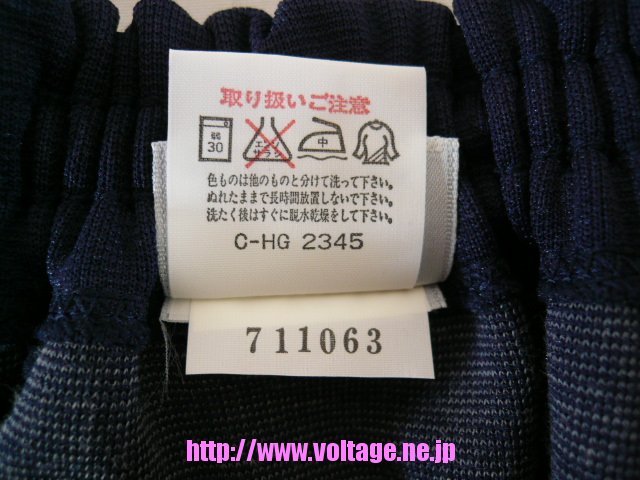 取り扱いご注意
弱
30
エンソ
サラシ
中
色ものは他のものと分けて洗って下さい。
ぬれたままで長時間放置しないで下さい。
洗たく後はすぐに脱水乾燥をして下さい。
C-HG 2345
711063
http://www.voltage.ne.jp